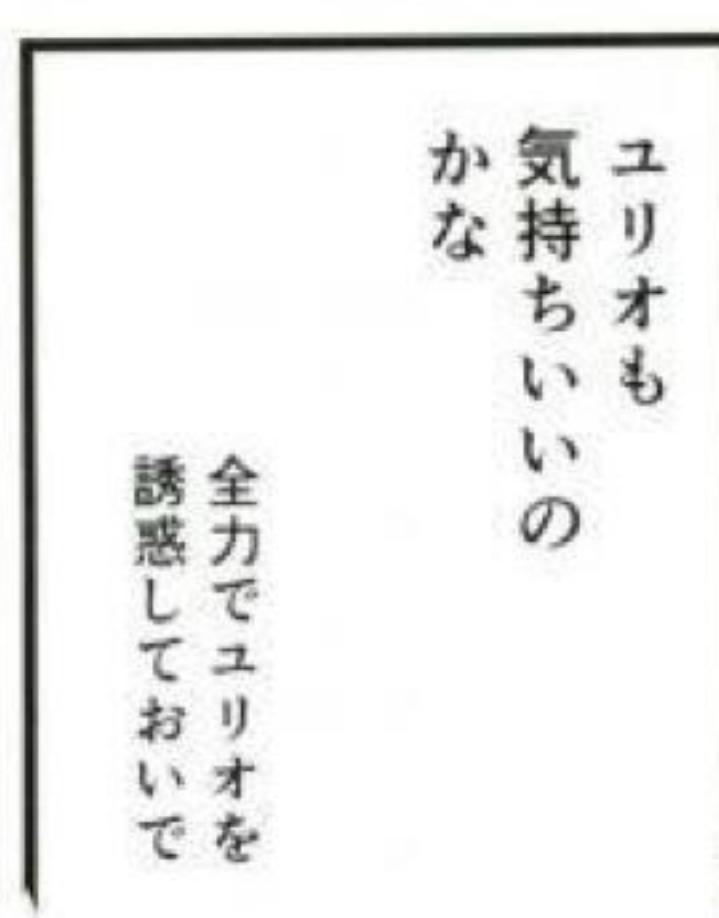 ユリオも
気持ちいいの
かな
全力でユリオを
誘惑しておいで